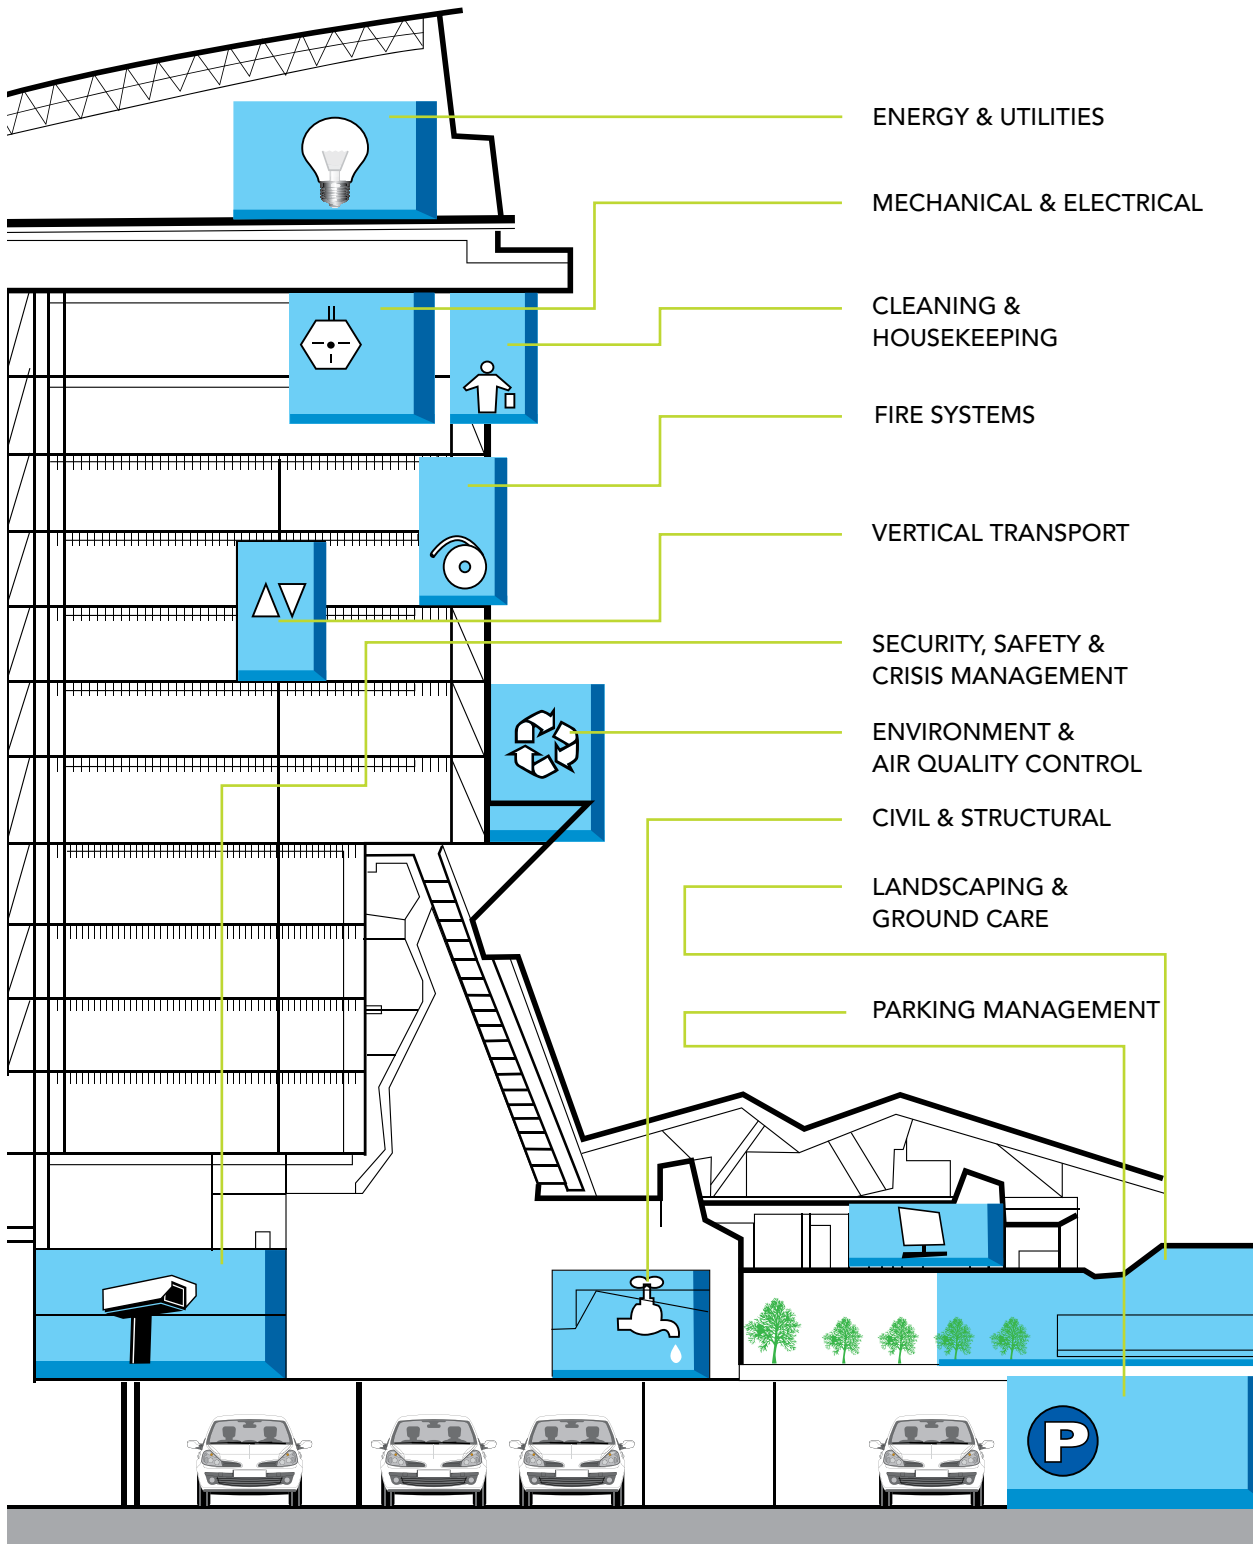 ENERGY & UTILITIES
MECHANICAL & ELECTRICAL
CLEANING &
HOUSEKEEPING
FIRE SYSTEMS
VERTICAL TRANSPORT
SECURITY, SAFETY &
CRISIS MANAGEMENT
ENVIRONMENT &
AIR QUALITY CONTROL
CIVIL & STRUCTURAL
LANDSCAPING &
GROUND CARE
PARKING MANAGEMENT
P